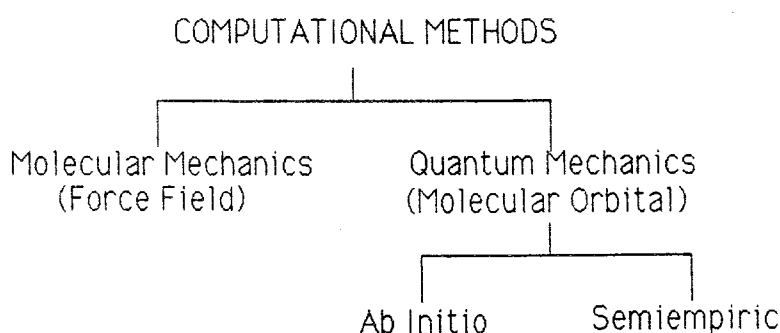 COMPUTATIONAL METHODS
Molecular Mechanics
(Force Field)
Quantum Mechanics
(Molecular Orbital)
Ab Initio
Semiempiric